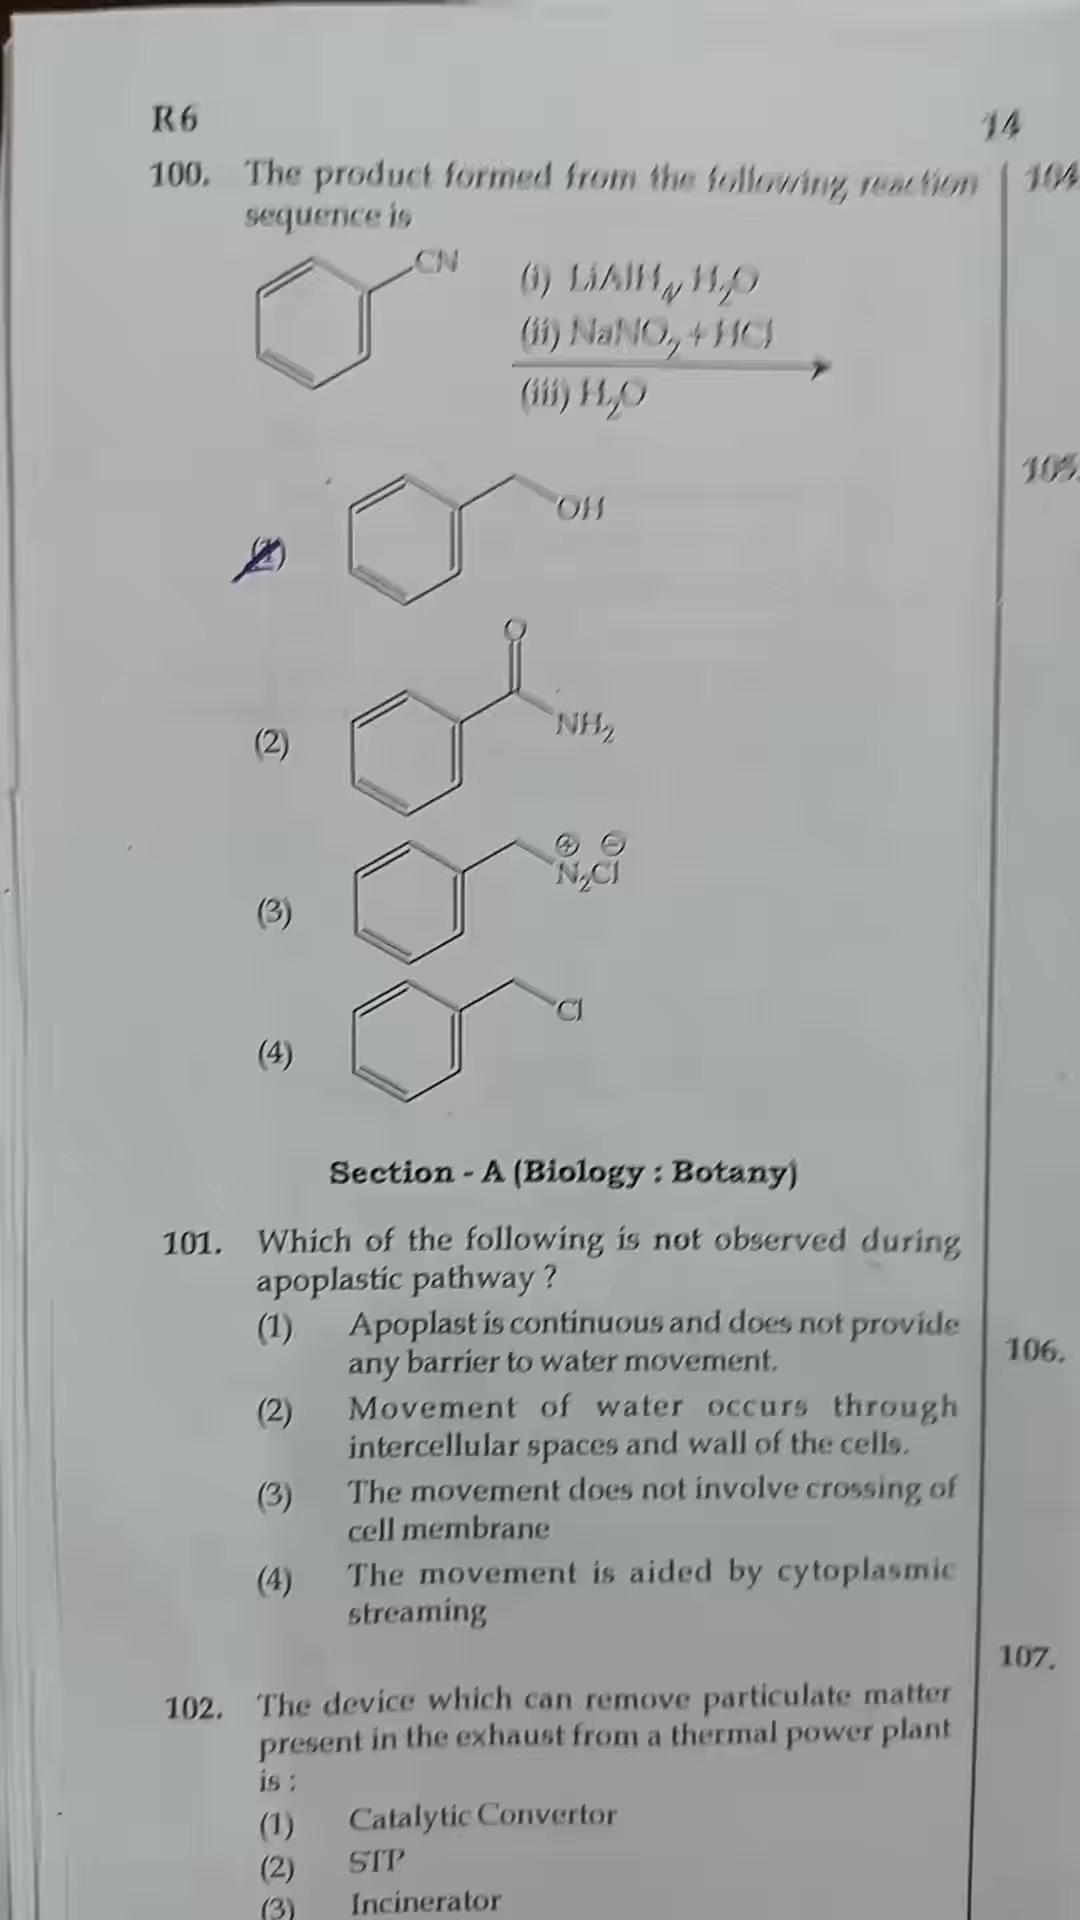 R6
14
100. The product formed from the following reaction
sequence is
CN
(i) LiAlH4, H2O
(ii) NaNO2 + HCl
(iii) H2O
(1)
OH
(2)
O
NH2
(3)
⊕ ⊖
N2Cl
(4)
Cl
Section - A (Biology : Botany)
101. Which of the following is not observed during
apoplastic pathway ?
(1) Apoplast is continuous and does not provide
any barrier to water movement.
(2) Movement of water occurs through
intercellular spaces and wall of the cells.
(3) The movement does not involve crossing of
cell membrane
(4) The movement is aided by cytoplasmic
streaming
102. The device which can remove particulate matter
present in the exhaust from a thermal power plant
is :
(1) Catalytic Convertor
(2) STP
(3) Incinerator
104
105.
106.
107.